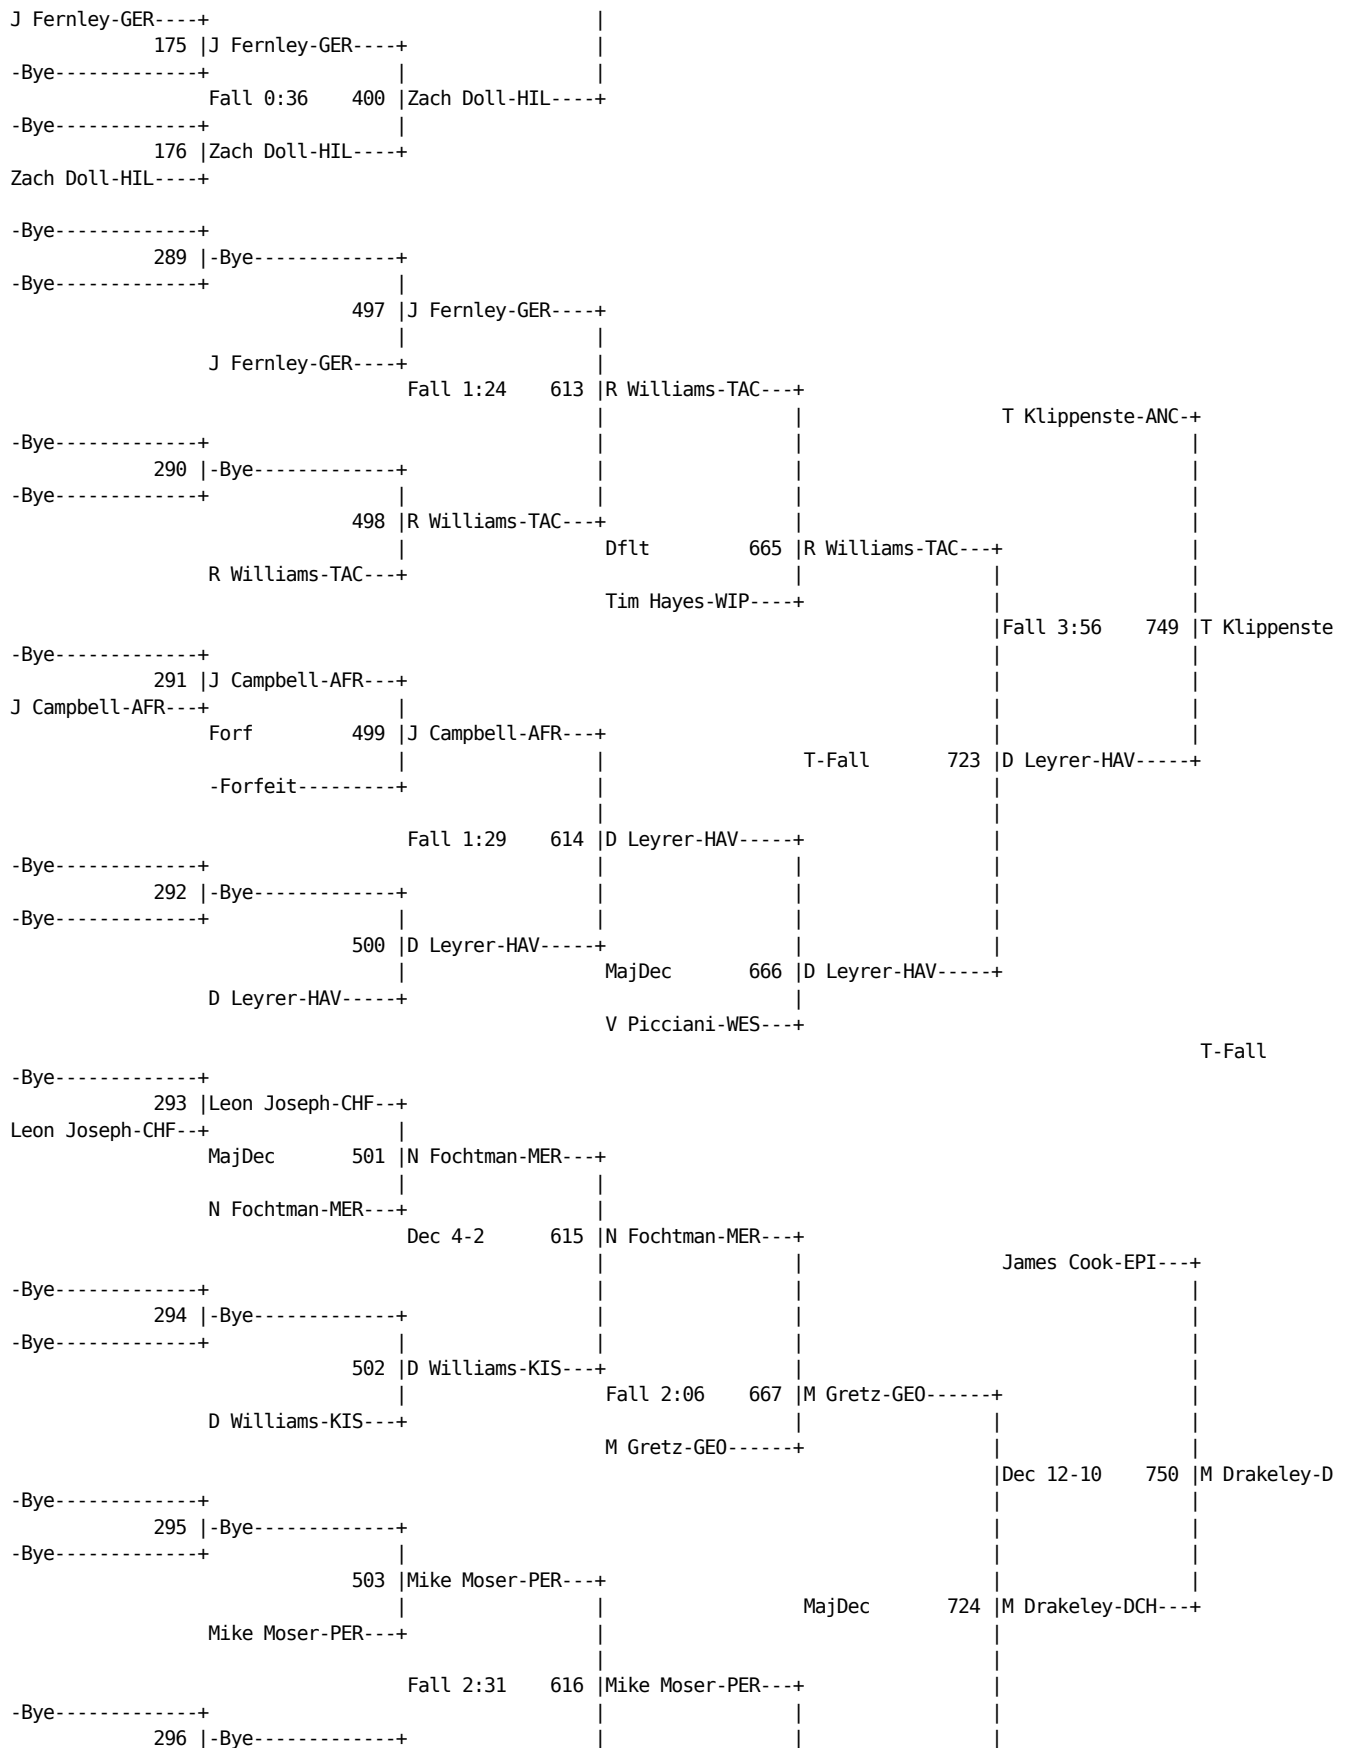 J Fernley-GER----+                                    |
             175 |J Fernley-GER----+                  |
-Bye-------------+                 |                  |
                  Fall 0:36    400 |Zach Doll-HIL----+
-Bye-------------+                 |
             176 |Zach Doll-HIL----+
Zach Doll-HIL----+
-Bye-------------+
             289 |-Bye-------------+
-Bye-------------+                 |
                               497 |J Fernley-GER----+
                                   |                 |
                  J Fernley-GER----+                 |
                                    Fall 1:24    613 |R Williams-TAC---+
                                                     |                 |                  T Klippenste-ANC-+
-Bye-------------+                                   |                 |                                   |
             290 |-Bye-------------+                 |                 |                                   |
-Bye-------------+                 |                 |                 |                                   |
                               498 |R Williams-TAC---+                 |                                   |
                                   |                  Dflt         665 |R Williams-TAC---+                 |
                  R Williams-TAC---+                                   |                 |                 |
                                                      Tim Hayes-WIP----+                 |                 |
                                                                                         |Fall 3:56    749 |T Klippenste
-Bye-------------+                                                                       |                 |
             291 |J Campbell-AFR---+                                                     |                 |
J Campbell-AFR---+                 |                                                     |                 |
                  Forf         499 |J Campbell-AFR---+                                   |                 |
                                   |                 |                  T-Fall       723 |D Leyrer-HAV-----+
                  -Forfeit---------+                 |                                   |
                                                     |                                   |
                                    Fall 1:29    614 |D Leyrer-HAV-----+                 |
-Bye-------------+                                   |                 |                 |
             292 |-Bye-------------+                 |                 |                 |
-Bye-------------+                 |                 |                 |                 |
                               500 |D Leyrer-HAV-----+                 |                 |
                                   |                  MajDec       666 |D Leyrer-HAV-----+
                  D Leyrer-HAV-----+                                   |
                                                      V Picciani-WES---+
                                                                                                            T-Fall
-Bye-------------+
             293 |Leon Joseph-CHF--+
Leon Joseph-CHF--+                 |
                  MajDec       501 |N Fochtman-MER---+
                                   |                 |
                  N Fochtman-MER---+                 |
                                    Dec 4-2      615 |N Fochtman-MER---+
                                                     |                 |                  James Cook-EPI---+
-Bye-------------+                                   |                 |                                   |
             294 |-Bye-------------+                 |                 |                                   |
-Bye-------------+                 |                 |                 |                                   |
                               502 |D Williams-KIS---+                 |                                   |
                                   |                  Fall 2:06    667 |M Gretz-GEO------+                 |
                  D Williams-KIS---+                                   |                 |                 |
                                                      M Gretz-GEO------+                 |                 |
                                                                                         |Dec 12-10    750 |M Drakeley-D
-Bye-------------+                                                                       |                 |
             295 |-Bye-------------+                                                     |                 |
-Bye-------------+                 |                                                     |                 |
                               503 |Mike Moser-PER---+                                   |                 |
                                   |                 |                  MajDec       724 |M Drakeley-DCH---+
                  Mike Moser-PER---+                 |                                   |
                                                     |                                   |
                                    Fall 2:31    616 |Mike Moser-PER---+                 |
-Bye-------------+                                   |                 |                 |
             296 |-Bye-------------+                 |                 |                 |